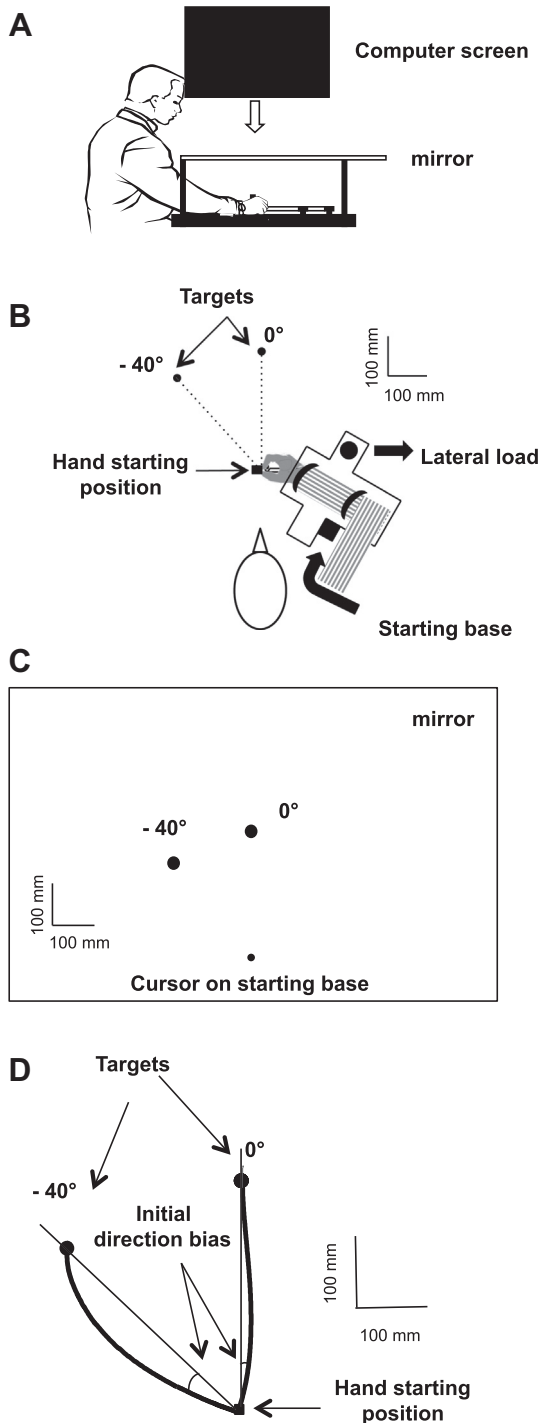 A
Computer screen
mirror
B
Targets
0°
- 40°
100 mm
100 mm
Hand starting
position
Lateral load
Starting base
C
mirror
0°
- 40°
100 mm
100 mm
Cursor on starting base
D
Targets
0°
- 40°
Initial
direction bias
100 mm
100 mm
Hand starting
position